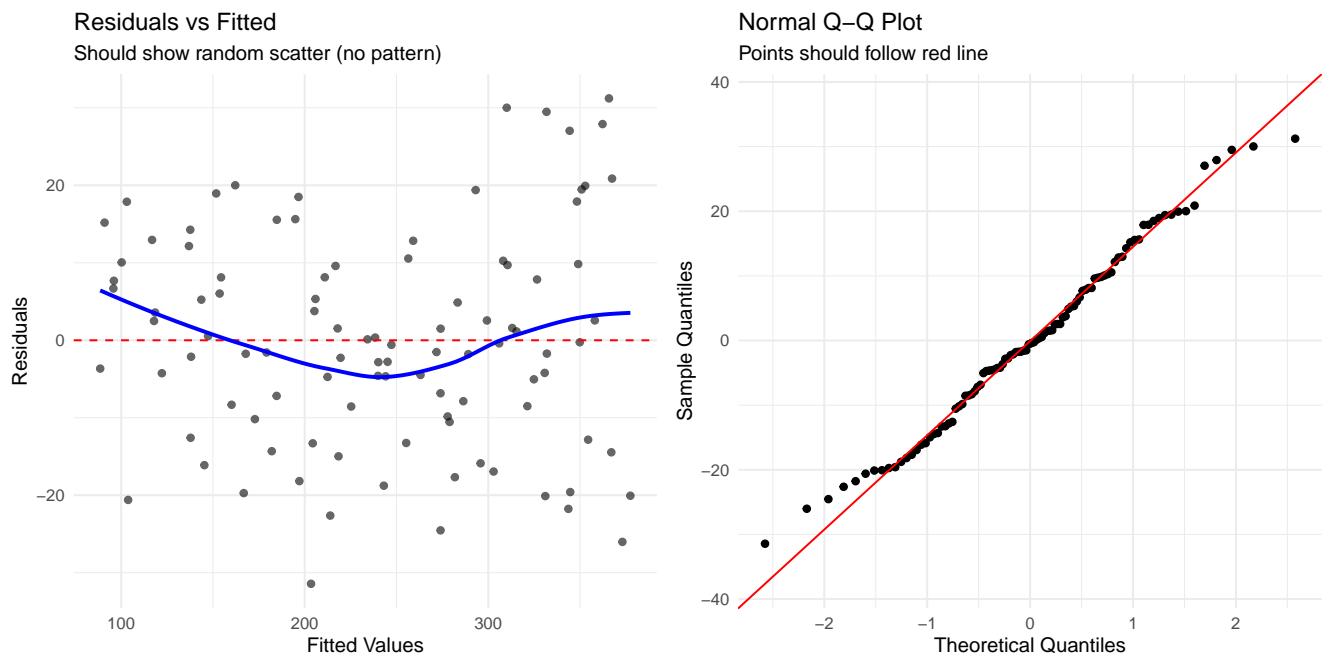 Residuals vs Fitted
Should show random scatter (no pattern)
20
0
−20
Residuals
100
200
300
Fitted Values
Normal Q−Q Plot
Points should follow red line
40
20
0
−20
−40
Sample Quantiles
−2
−1
0
1
2
Theoretical Quantiles